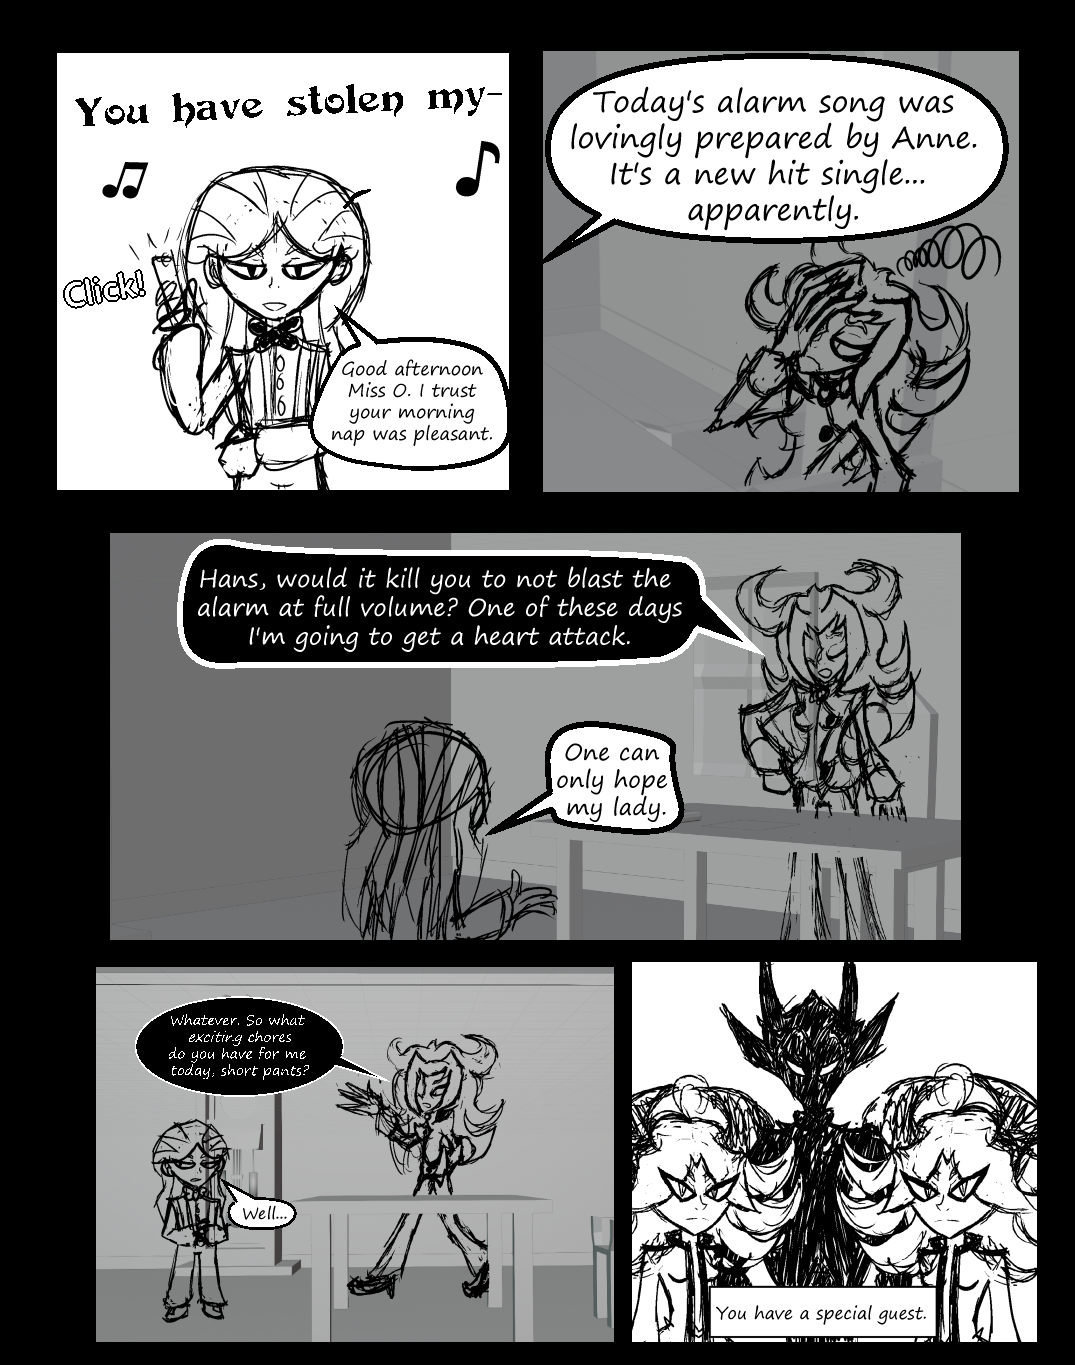 You have stolen my-
Click!
Good afternoon
Miss O. I trust
your morning
nap was pleasant.
Today's alarm song was
lovingly prepared by Anne.
It's a new hit single...
apparently.
Hans, would it kill you to not blast the
alarm at full volume? One of these days
I'm going to get a heart attack.
One can
only hope
my lady.
Whatever. So what
exciting chores
do you have for me
today, short pants?
Well...
You have a special guest.